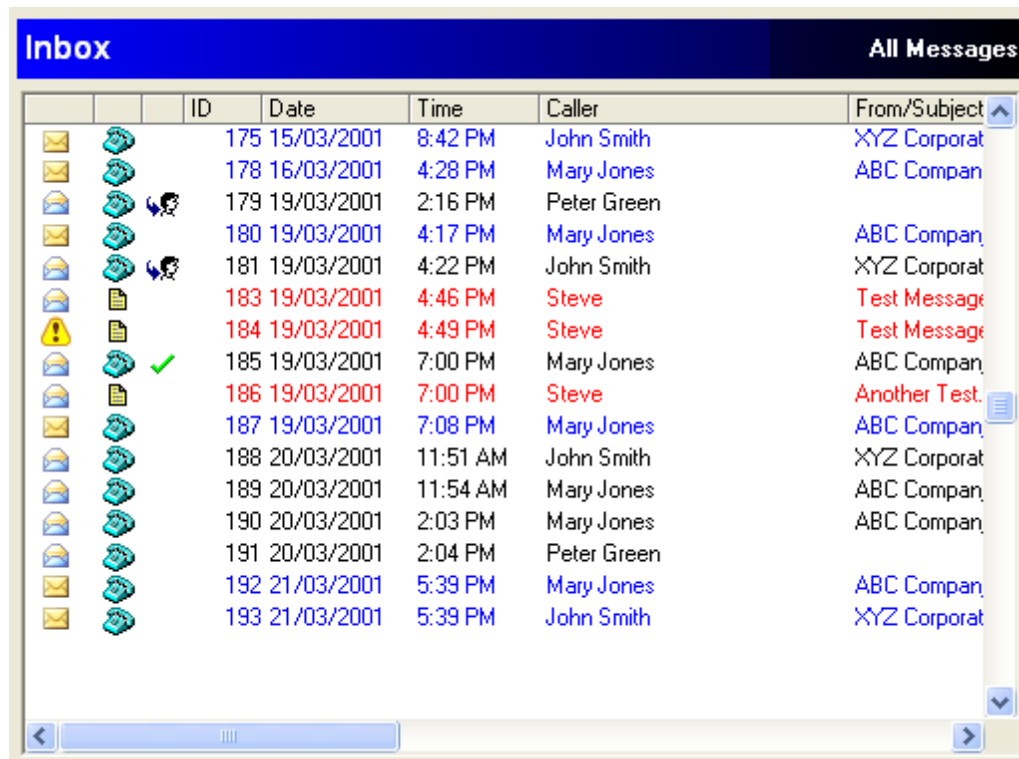 Inbox All Messages
ID Date Time Caller From/Subject
175 15/03/2001 8:42 PM John Smith XYZ Corporat
178 16/03/2001 4:28 PM Mary Jones ABC Compan
179 19/03/2001 2:16 PM Peter Green
180 19/03/2001 4:17 PM Mary Jones ABC Compan
181 19/03/2001 4:22 PM John Smith XYZ Corporat
183 19/03/2001 4:46 PM Steve Test Message
184 19/03/2001 4:49 PM Steve Test Message
185 19/03/2001 7:00 PM Mary Jones ABC Compan
186 19/03/2001 7:00 PM Steve Another Test.
187 19/03/2001 7:08 PM Mary Jones ABC Compan
188 20/03/2001 11:51 AM John Smith XYZ Corporat
189 20/03/2001 11:54 AM Mary Jones ABC Compan
190 20/03/2001 2:03 PM Mary Jones ABC Compan
191 20/03/2001 2:04 PM Peter Green
192 21/03/2001 5:39 PM Mary Jones ABC Compan
193 21/03/2001 5:39 PM John Smith XYZ Corporat